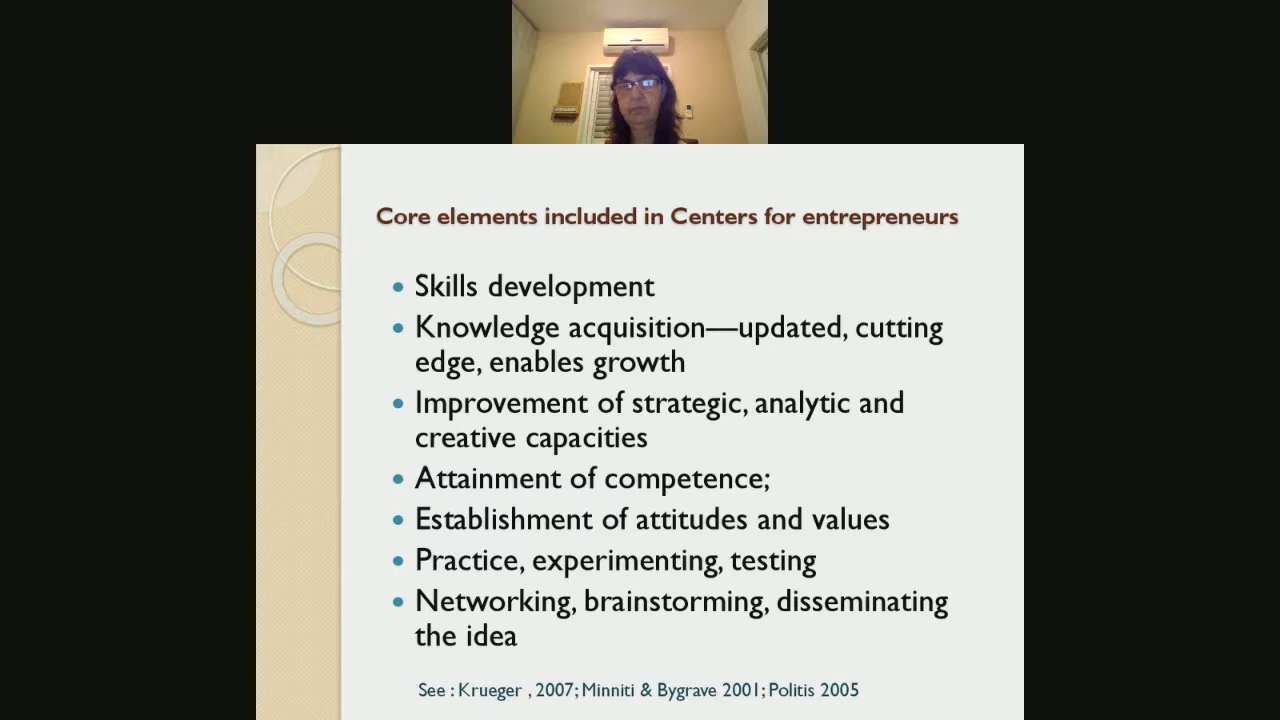 Core elements included in Centers for entrepreneurs
• Skills development
• Knowledge acquisition—updated, cutting
edge, enables growth
• Improvement of strategic, analytic and
creative capacities
• Attainment of competence;
• Establishment of attitudes and values
• Practice, experimenting, testing
• Networking, brainstorming, disseminating
the idea
See : Krueger , 2007; Minniti & Bygrave 2001; Politis 2005